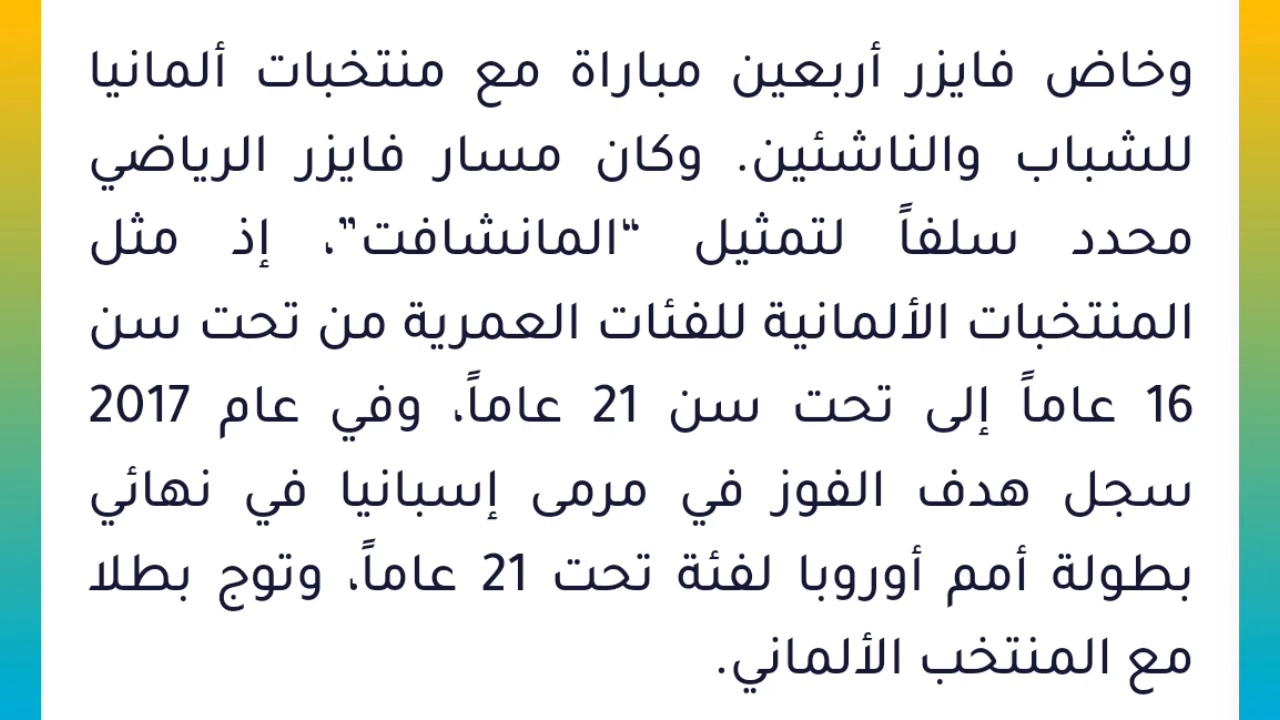 وخاض فايزر أربعين مباراة مع منتخبات ألمانيا
للشباب والناشئين. وكان مسار فايزر الرياضي
محدد سلفاً لتمثيل “المانشافت”، إذ مثل
المنتخبات الألمانية للفئات العمرية من تحت سن
16 عاماً إلى تحت سن 21 عاماً، وفي عام 2017
سجل هدف الفوز في مرمى إسبانيا في نهائي
بطولة أمم أوروبا لفئة تحت 21 عاماً، وتوج بطلا
مع المنتخب الألماني.